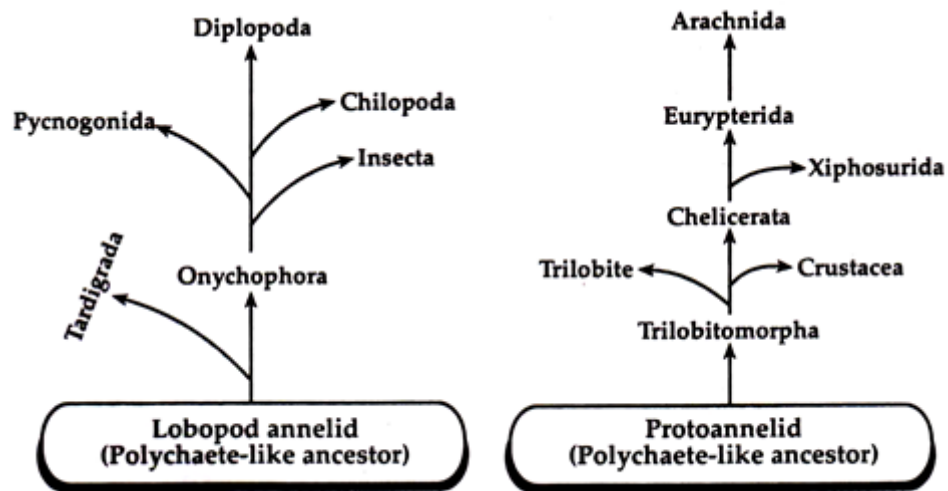 Diplopoda
Chilopoda
Pycnogonida
Insecta
Tardigrada
Onychophora
Lobopod annelid
(Polychaete-like ancestor)
Arachnida
Eurypterida
Xiphosurida
Chelicerata
Trilobite
Crustacea
Trilobitomorpha
Protoannelid
(Polychaete-like ancestor)